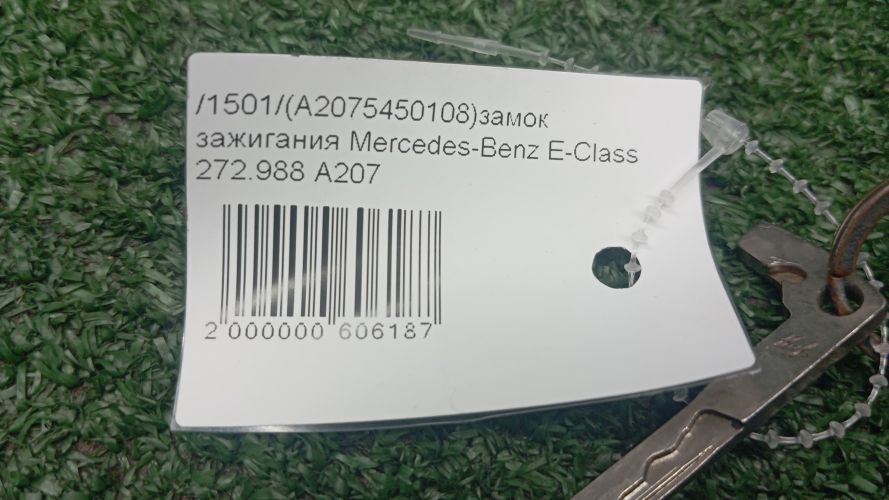 /1501/(A2075450108)замок
зажигания Mercedes-Benz E-Class
272.988 A207
2 000000 606187